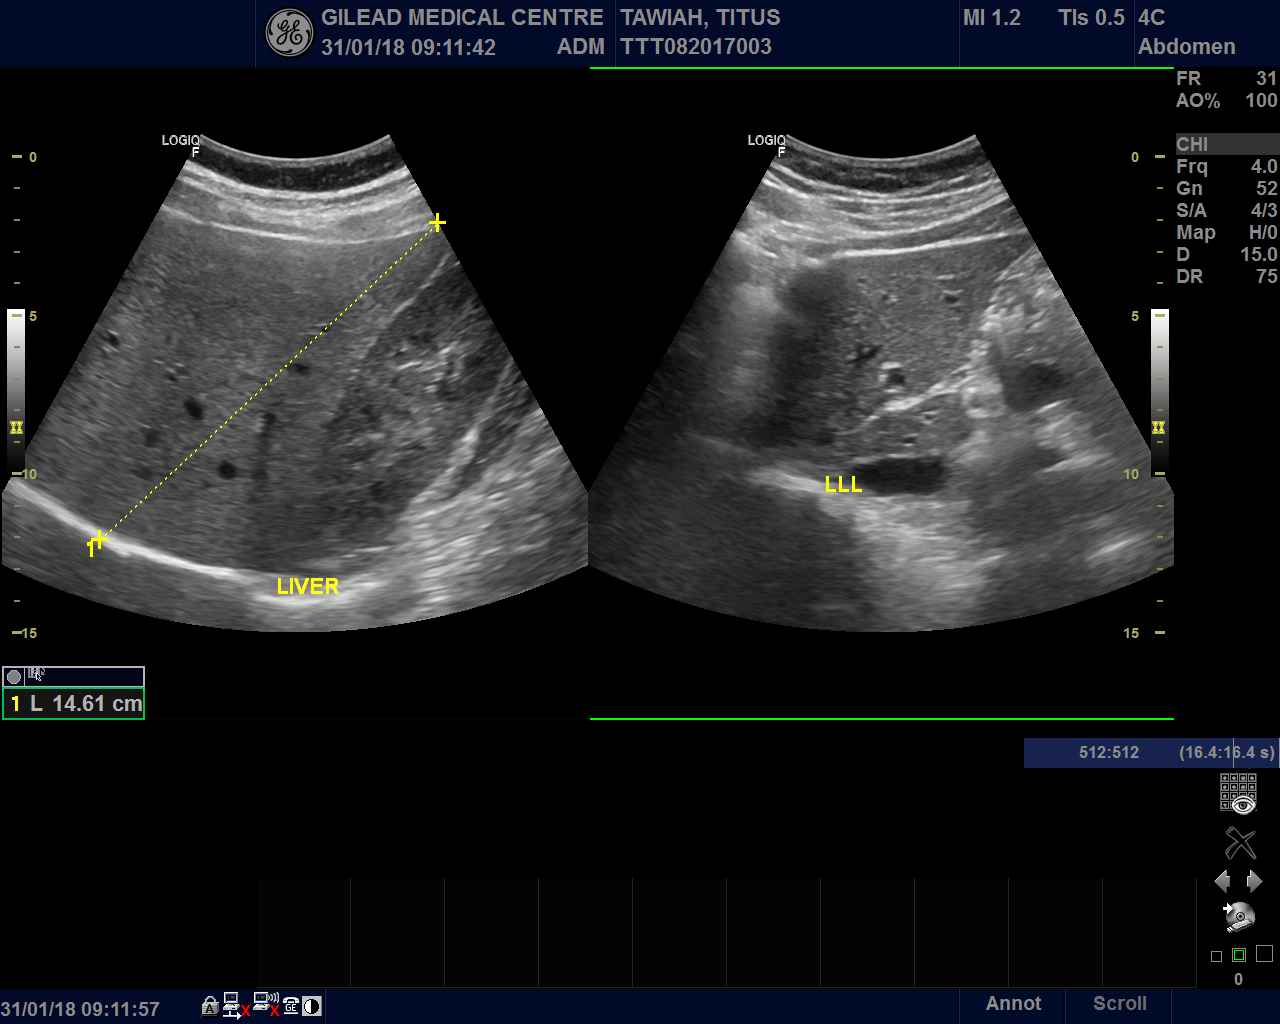 GILEAD MEDICAL CENTRE
31/01/18 09:11:42 ADM
TAWIAH, TITUS
TTT082017003
MI 1.2 TIs 0.5
4C
Abdomen
FR 31
AO% 100
CHI
Frq 4.0
Gn 52
S/A 4/3
Map H/0
D 15.0
DR 75
LOGIQ
F
0
5
10
15
1
LIVER
LOGIQ
F
0
5
10
15
LLL
1 L 14.61 cm
512:512 (16.4:16.4 s)
0
31/01/18 09:11:57
A
GE
Annot
Scroll